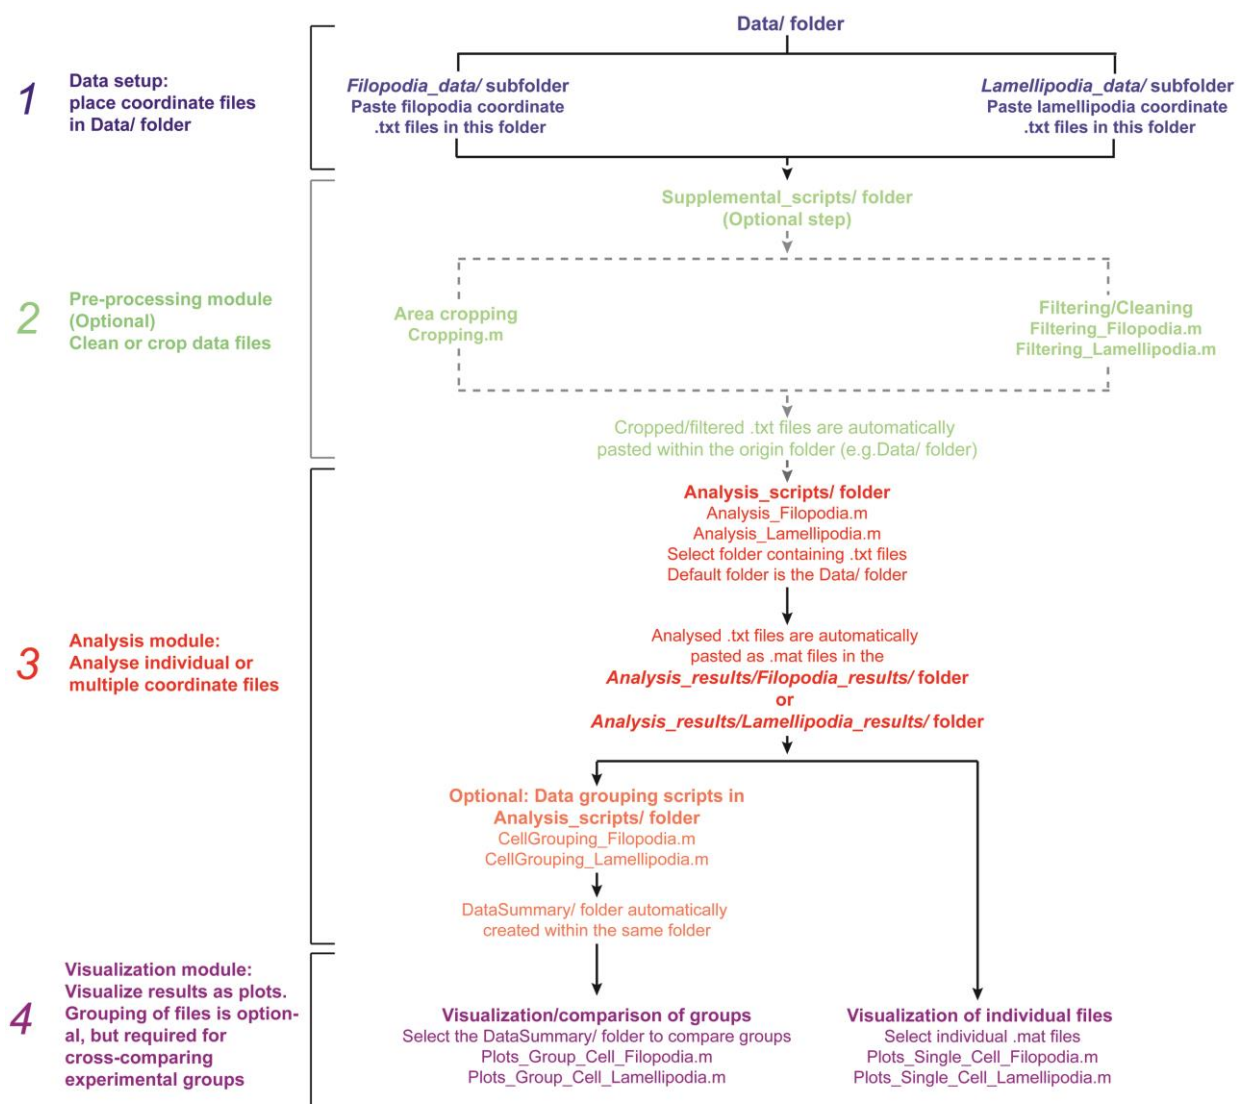 Data/ folder
1
Data setup:
place coordinate files
in Data/ folder
Filopodia_data/ subfolder
Paste filopodia coordinate
.txt files in this folder
Lamellipodia_data/ subfolder
Paste lamellipodia coordinate
.txt files in this folder
2
Pre-processing module
(Optional)
Clean or crop data files
Supplemental_scripts/ folder
(Optional step)
Area cropping
Cropping.m
Filtering/Cleaning
Filtering_Filopodia.m
Filtering_Lamellipodia.m
Cropped/filtered .txt files are automatically
pasted within the origin folder (e.g.Data/ folder)
3
Analysis module:
Analyse individual or
multiple coordinate files
Analysis_scripts/ folder
Analysis_Filopodia.m
Analysis_Lamellipodia.m
Select folder containing .txt files
Default folder is the Data/ folder
Analysed .txt files are automatically
pasted as .mat files in the
Analysis_results/Filopodia_results/ folder
or
Analysis_results/Lamellipodia_results/ folder
Optional: Data grouping scripts in
Analysis_scripts/ folder
CellGrouping_Filopodia.m
CellGrouping_Lamellipodia.m
DataSummary/ folder automatically
created within the same folder
4
Visualization module:
Visualize results as plots.
Grouping of files is option-
al, but required for
cross-comparing
experimental groups
Visualization/comparison of groups
Select the DataSummary/ folder to compare groups
Plots_Group_Cell_Filopodia.m
Plots_Group_Cell_Lamellipodia.m
Visualization of individual files
Select individual .mat files
Plots_Single_Cell_Filopodia.m
Plots_Single_Cell_Lamellipodia.m